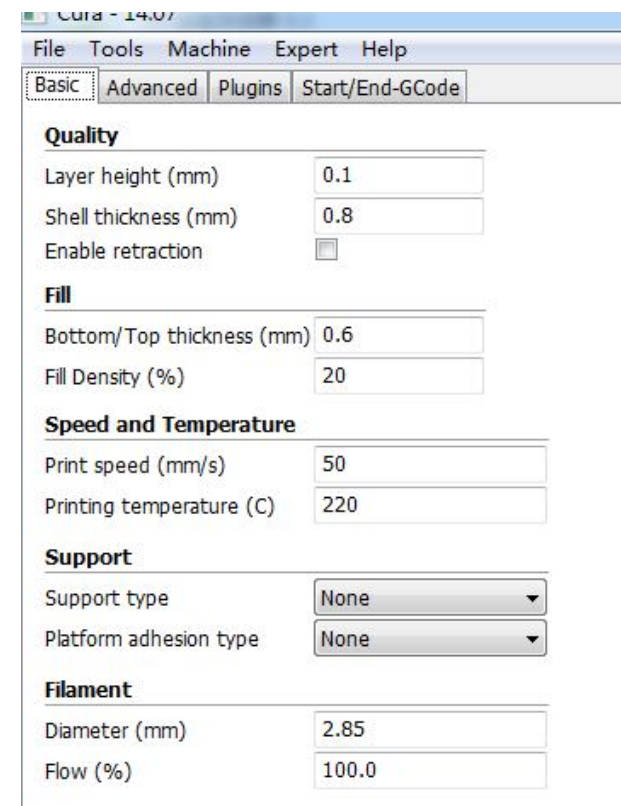 Cura - 14.07
File Tools Machine Expert Help
Basic Advanced Plugins Start/End-GCode
Quality
Layer height (mm) 0.1
Shell thickness (mm) 0.8
Enable retraction
Fill
Bottom/Top thickness (mm) 0.6
Fill Density (%) 20
Speed and Temperature
Print speed (mm/s) 50
Printing temperature (C) 220
Support
Support type None
Platform adhesion type None
Filament
Diameter (mm) 2.85
Flow (%) 100.0